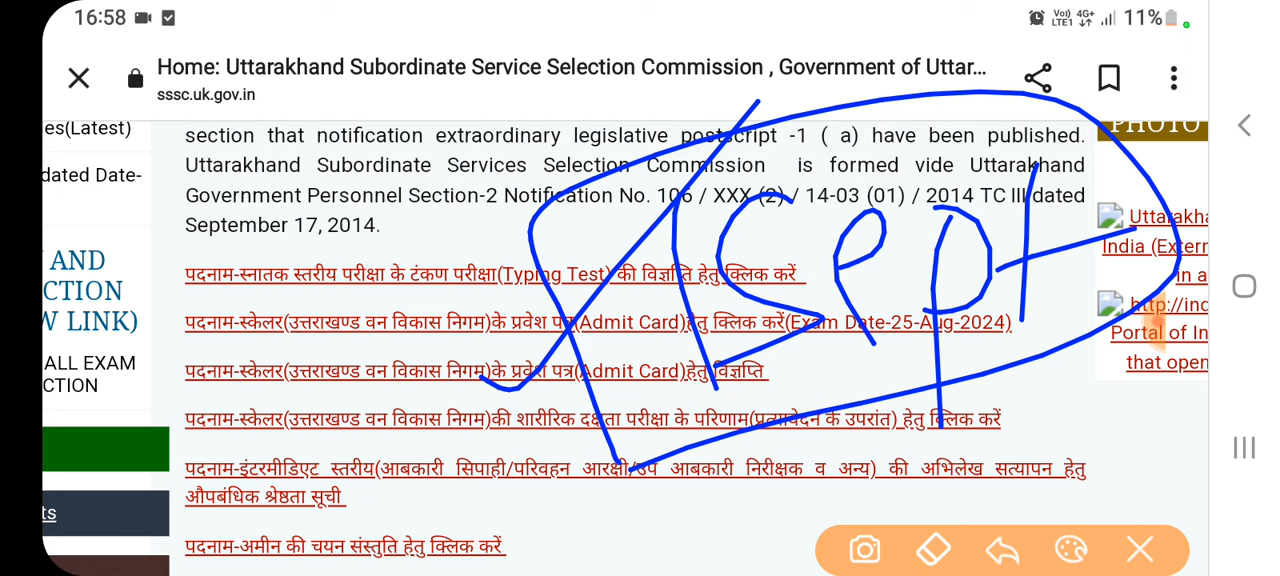 16:58 Vo)) LTE1 4G+ 11%
Home: Uttarakhand Subordinate Service Selection Commission , Government of Uttar...
sssc.uk.gov.in
es(Latest)
dated Date-
AND
CTION
W LINK)
ALL EXAM
CTION
ts
section that notification extraordinary legislative postscript -1 ( a) have been published.
Uttarakhand Subordinate Services Selection Commission is formed vide Uttarakhand
Government Personnel Section-2 Notification No. 106 / XXX (2) / 14-03 (01) / 2014 TC III dated
September 17, 2014.
पदनाम-स्नातक स्तरीय परीक्षा के टंकण परीक्षा(Typing Test) की विज्ञप्ति हेतु क्लिक करें
पदनाम-स्केलर(उत्तराखण्ड वन विकास निगम)के प्रवेश पत्र(Admit Card)हेतु क्लिक करें(Exam Date-25-Aug-2024)
पदनाम-स्केलर(उत्तराखण्ड वन विकास निगम)के प्रवेश पत्र(Admit Card)हेतु विज्ञप्ति
पदनाम-स्केलर(उत्तराखण्ड वन विकास निगम)की शारीरिक दक्षता परीक्षा के परिणाम(प्रत्यावेदन के उपरांत) हेतु क्लिक करें
पदनाम-इंटरमीडिएट स्तरीय(आबकारी सिपाही/परिवहन आरक्षी/उप आबकारी निरीक्षक व अन्य) की अभिलेख सत्यापन हेतु
औपबंधिक श्रेष्ठता सूची
पदनाम-अमीन की चयन संस्तुति हेतु क्लिक करें
Sept
PHOTO
Uttarakha
India (Extern
in a
http://ind
Portal of In
that open